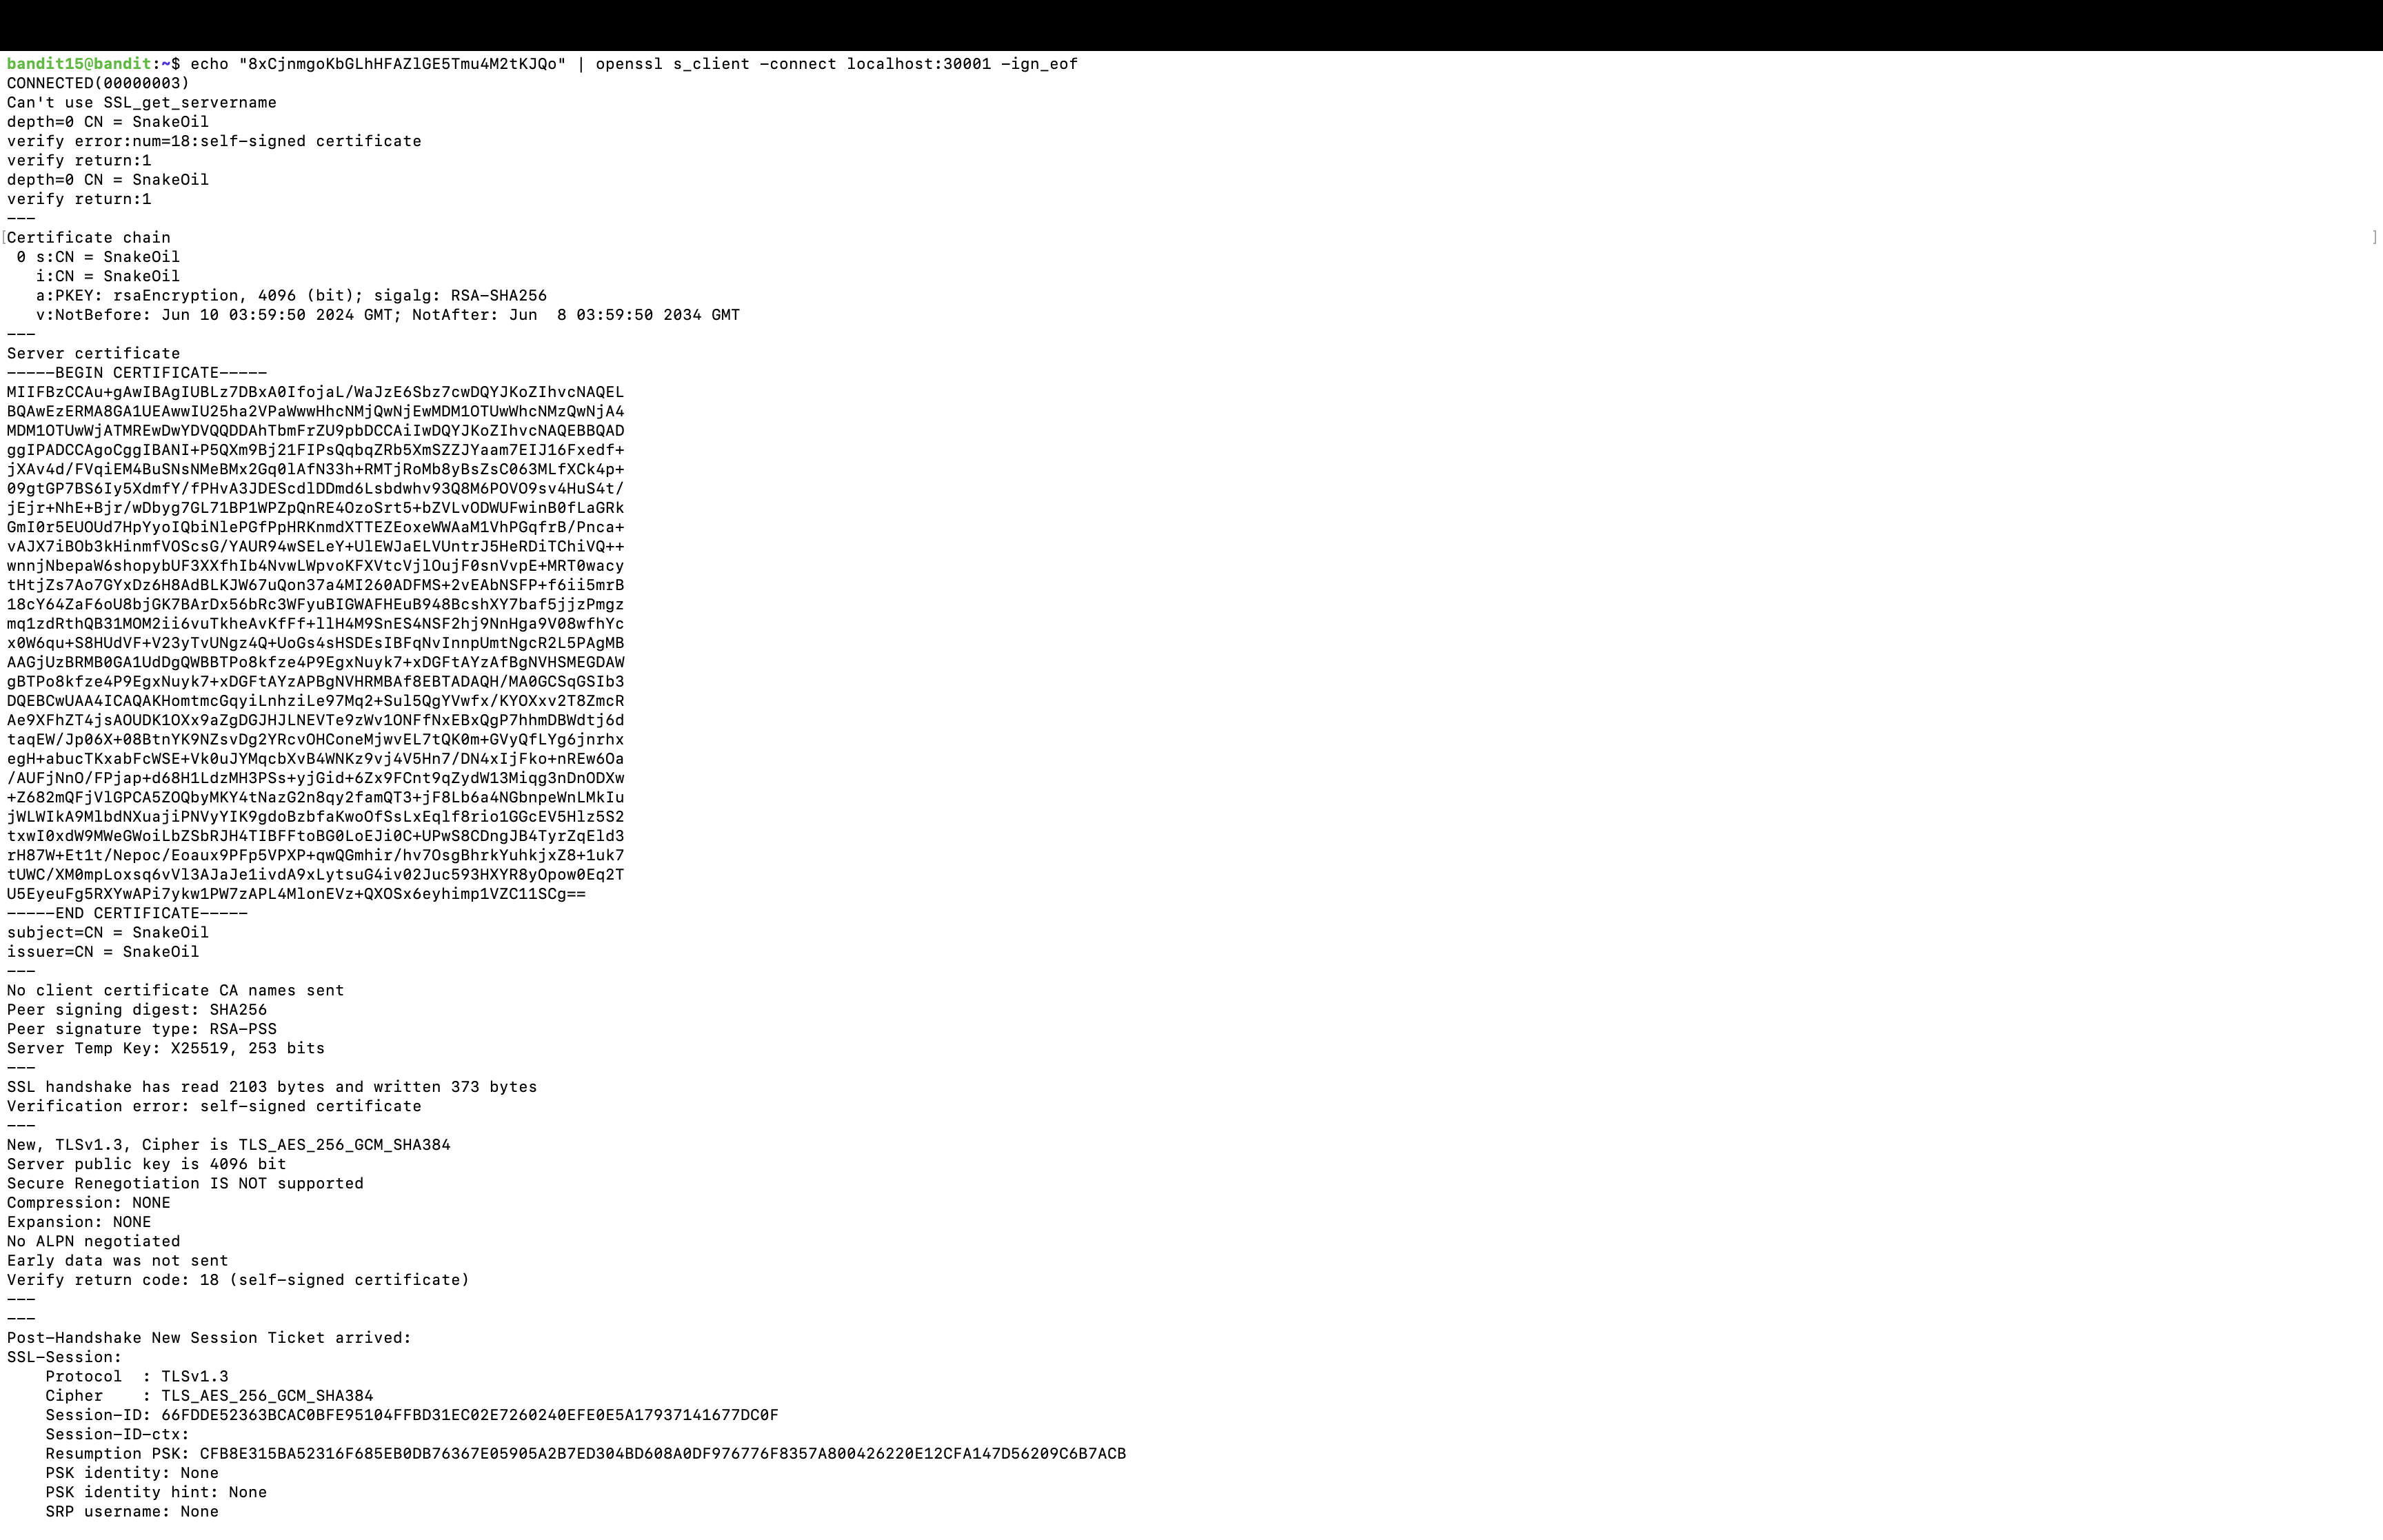 bandit15@bandit:~$ echo "8xCjnmgoKbGLhHFAZlGE5Tmu4M2tKJQo" | openssl s_client -connect localhost:30001 -ign_eof
CONNECTED(00000003)
Can't use SSL_get_servername
depth=0 CN = SnakeOil
verify error:num=18:self-signed certificate
verify return:1
depth=0 CN = SnakeOil
verify return:1
---
[Certificate chain ]
 0 s:CN = SnakeOil
   i:CN = SnakeOil
   a:PKEY: rsaEncryption, 4096 (bit); sigalg: RSA-SHA256
   v:NotBefore: Jun 10 03:59:50 2024 GMT; NotAfter: Jun  8 03:59:50 2034 GMT
---
Server certificate
-----BEGIN CERTIFICATE-----
MIIFBzCCAu+gAwIBAgIUBLz7DBxA0IfojaL/WaJzE6Sbz7cwDQYJKoZIhvcNAQEL
BQAwEzERMA8GA1UEAwwIU25ha2VPaWwwHhcNMjQwNjEwMDM1OTUwWhcNMzQwNjA4
MDM1OTUwWjATMREwDwYDVQQDDAhTbmFrZU9pbDCCAiIwDQYJKoZIhvcNAQEBBQAD
ggIPADCCAgoCggIBANI+P5QXm9Bj21FIPsQqbqZRb5XmSZZJYaam7EIJ16Fxedf+
jXAv4d/FVqiEM4BuSNsNMeBMx2Gq0lAfN33h+RMTjRoMb8yBsZsC063MLfXCk4p+
09gtGP7BS6Iy5XdmfY/fPHvA3JDEScdlDDmd6Lsbdwhv93Q8M6POVO9sv4HuS4t/
jEjr+NhE+Bjr/wDbyg7GL71BP1WPZpQnRE4OzoSrt5+bZVLvODWUFwinB0fLaGRk
GmI0r5EUOUd7HpYyoIQbiNlePGfPpHRKnmdXTTEZEoxeWWAaM1VhPGqfrB/Pnca+
vAJX7iBOb3kHinmfVOScsG/YAUR94wSELeY+UlEWJaELVUntrJ5HeRDiTChiVQ++
wnnjNbepaW6shopybUF3XXfhIb4NvwLWpvoKFXVtcVjlOujF0snVvpE+MRT0wacy
tHtjZs7Ao7GYxDz6H8AdBLKJW67uQon37a4MI260ADFMS+2vEAbNSFP+f6ii5mrB
18cY64ZaF6oU8bjGK7BArDx56bRc3WFyuBIGWAFHEuB948BcshXY7baf5jjzPmgz
mq1zdRthQB31MOM2ii6vuTkheAvKfFf+llH4M9SnES4NSF2hj9NnHga9V08wfhYc
x0W6qu+S8HUdVF+V23yTvUNgz4Q+UoGs4sHSDEsIBFqNvInnpUmtNgcR2L5PAgMB
AAGjUzBRMB0GA1UdDgQWBBTPo8kfze4P9EgxNuyk7+xDGFtAYzAfBgNVHSMEGDAW
gBTPo8kfze4P9EgxNuyk7+xDGFtAYzAPBgNVHRMBAf8EBTADAQH/MA0GCSqGSIb3
DQEBCwUAA4ICAQAKHomtmcGqyiLnhziLe97Mq2+Sul5QgYVwfx/KYOXxv2T8ZmcR
Ae9XFhZT4jsAOUDK1OXx9aZgDGJHJLNEVTe9zWv1ONFfNxEBxQgP7hhmDBWdtj6d
taqEW/Jp06X+08BtnYK9NZsvDg2YRcvOHConeMjwvEL7tQK0m+GVyQfLYg6jnrhx
egH+abucTKxabFcWSE+Vk0uJYMqcbXvB4WNKz9vj4V5Hn7/DN4xIjFko+nREw6Oa
/AUFjNnO/FPjap+d68H1LdzMH3PSs+yjGid+6Zx9FCnt9qZydW13Miqg3nDnODXw
+Z682mQFjVlGPCA5ZOQbyMKY4tNazG2n8qy2famQT3+jF8Lb6a4NGbnpeWnLMkIu
jWLWIkA9MlbdNXuajiPNVyYIK9gdoBzbfaKwoOfSsLxEqlf8rio1GGcEV5Hlz5S2
txwI0xdW9MWeGWoiLbZSbRJH4TIBFFtoBG0LoEJi0C+UPwS8CDngJB4TyrZqEld3
rH87W+Et1t/Nepoc/Eoaux9PFp5VPXP+qwQGmhir/hv7OsgBhrkYuhkjxZ8+1uk7
tUWC/XM0mpLoxsq6vVl3AJaJe1ivdA9xLytsuG4iv02Juc593HXYR8yOpow0Eq2T
U5EyeuFg5RXYwAPi7ykw1PW7zAPL4MlonEVz+QXOSx6eyhimp1VZC11SCg==
-----END CERTIFICATE-----
subject=CN = SnakeOil
issuer=CN = SnakeOil
---
No client certificate CA names sent
Peer signing digest: SHA256
Peer signature type: RSA-PSS
Server Temp Key: X25519, 253 bits
---
SSL handshake has read 2103 bytes and written 373 bytes
Verification error: self-signed certificate
---
New, TLSv1.3, Cipher is TLS_AES_256_GCM_SHA384
Server public key is 4096 bit
Secure Renegotiation IS NOT supported
Compression: NONE
Expansion: NONE
No ALPN negotiated
Early data was not sent
Verify return code: 18 (self-signed certificate)
---
---
Post-Handshake New Session Ticket arrived:
SSL-Session:
    Protocol  : TLSv1.3
    Cipher    : TLS_AES_256_GCM_SHA384
    Session-ID: 66FDDE52363BCAC0BFE95104FFBD31EC02E7260240EFE0E5A17937141677DC0F
    Session-ID-ctx:
    Resumption PSK: CFB8E315BA52316F685EB0DB76367E05905A2B7ED304BD608A0DF976776F8357A800426220E12CFA147D56209C6B7ACB
    PSK identity: None
    PSK identity hint: None
    SRP username: None